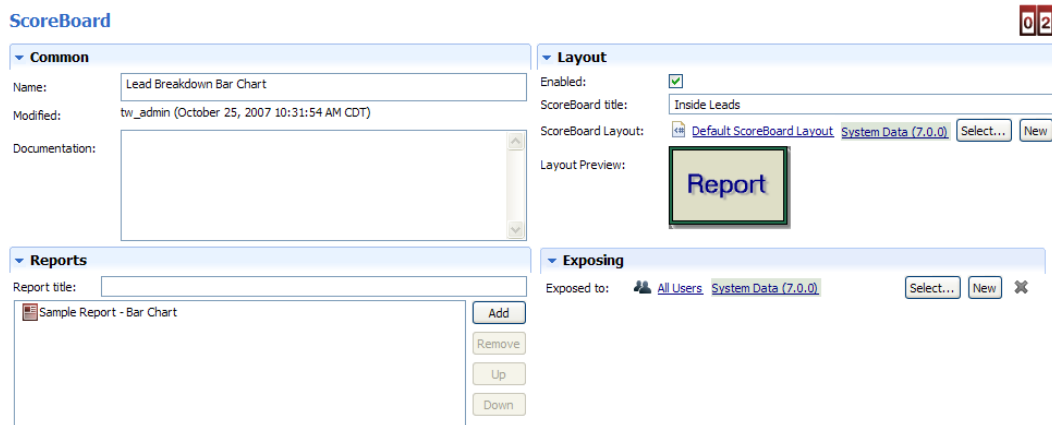 ScoreBoard
02
Common
Name: Lead Breakdown Bar Chart
Modified: tw_admin (October 25, 2007 10:31:54 AM CDT)
Documentation:
Layout
Enabled:
ScoreBoard title: Inside Leads
ScoreBoard Layout: Default ScoreBoard Layout System Data (7.0.0) Select... New
Layout Preview:
Report
Reports
Report title:
Sample Report - Bar Chart
Add
Remove
Up
Down
Exposing
Exposed to: All Users System Data (7.0.0) Select... New